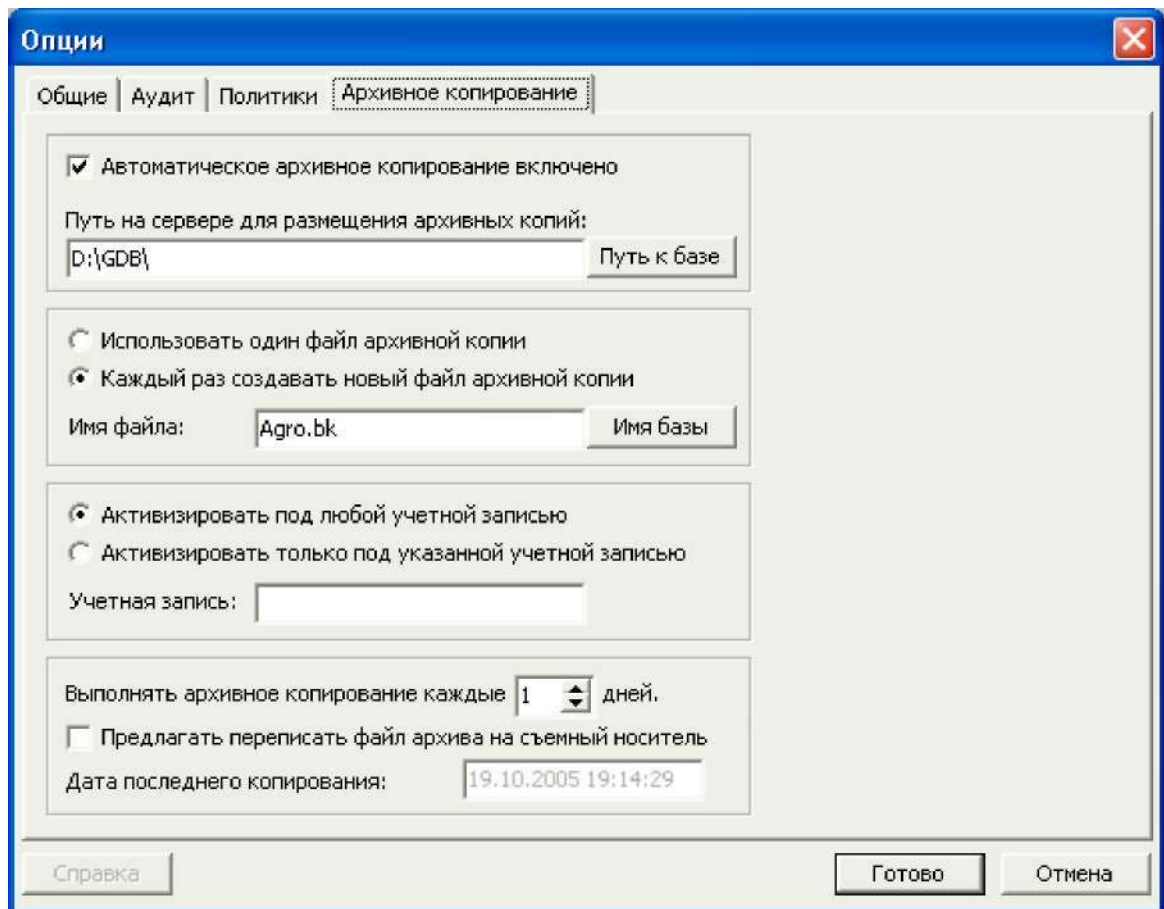 Опции
Общие Аудит Политики Архивное копирование
Автоматическое архивное копирование включено
Путь на сервере для размещения архивных копий:
D:\GDB\ Путь к базе
Использовать один файл архивной копии
Каждый раз создавать новый файл архивной копии
Имя файла: Agro.bk Имя базы
Активизировать под любой учетной записью
Активизировать только под указанной учетной записью
Учетная запись:
Выполнять архивное копирование каждые 1 дней.
Предлагать переписать файл архива на съемный носитель
Дата последнего копирования: 19.10.2005 19:14:29
Справка Готово Отмена